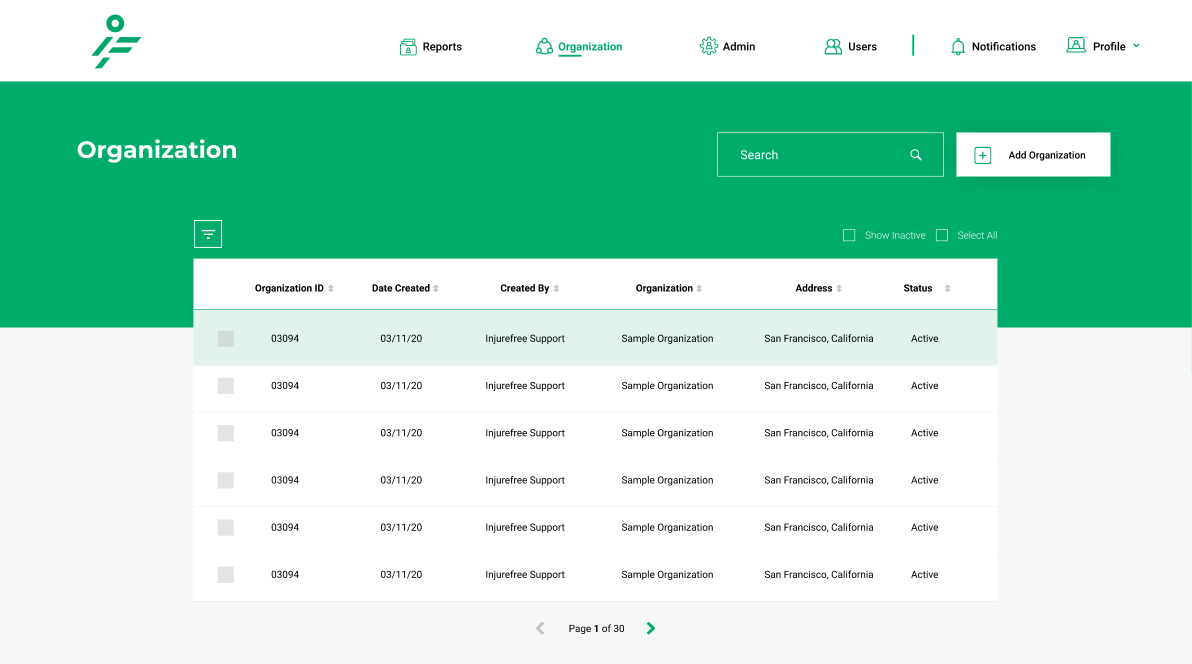 Reports Organization Admin Users Notifications Profile
Organization
Search
Add Organization
Show Inactive Select All
Organization ID Date Created Created By Organization Address Status
03094 03/11/20 Injurefree Support Sample Organization San Francisco, California Active
03094 03/11/20 Injurefree Support Sample Organization San Francisco, California Active
03094 03/11/20 Injurefree Support Sample Organization San Francisco, California Active
03094 03/11/20 Injurefree Support Sample Organization San Francisco, California Active
03094 03/11/20 Injurefree Support Sample Organization San Francisco, California Active
03094 03/11/20 Injurefree Support Sample Organization San Francisco, California Active
Page 1 of 30